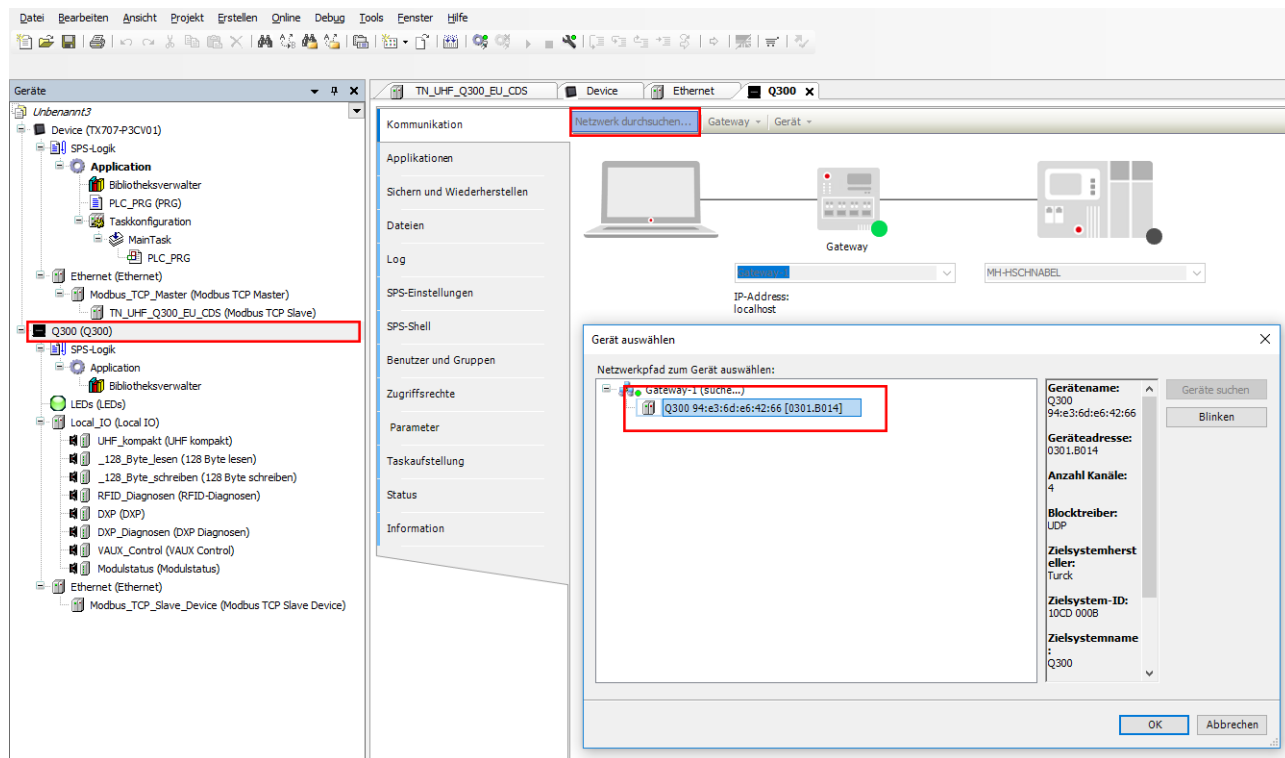 Datei Bearbeiten Ansicht Projekt Erstellen Online Debug Tools Fenster Hilfe
Geräte
Unbenannt3
Device (TX707-P3CV01)
SPS-Logik
Application
Bibliotheksverwalter
PLC_PRG (PRG)
Taskkonfiguration
MainTask
PLC_PRG
Ethernet (Ethernet)
Modbus_TCP_Master (Modbus TCP Master)
TN_UHF_Q300_EU_CDS (Modbus TCP Slave)
Q300 (Q300)
SPS-Logik
Application
Bibliotheksverwalter
LEDs (LEDs)
Local_IO (Local IO)
UHF_kompakt (UHF kompakt)
_128_Byte_lesen (128 Byte lesen)
_128_Byte_schreiben (128 Byte schreiben)
RFID_Diagnosen (RFID-Diagnosen)
DXP (DXP)
DXP_Diagnosen (DXP Diagnosen)
VAUX_Control (VAUX Control)
Modulstatus (Modulstatus)
Ethernet (Ethernet)
Modbus_TCP_Slave_Device (Modbus TCP Slave Device)
TN_UHF_Q300_EU_CDS Device Ethernet Q300
Kommunikation
Applikationen
Sichern und Wiederherstellen
Dateien
Log
SPS-Einstellungen
SPS-Shell
Benutzer und Gruppen
Zugriffsrechte
Parameter
Taskaufstellung
Status
Information
Netzwerk durchsuchen... Gateway Gerät
Gateway
Gateway-1
MH-HSCHNABEL
IP-Address:
localhost
Gerät auswählen
Netzwerkpfad zum Gerät auswählen:
Gateway-1 (suche...)
Q300 94:e3:6d:e6:42:66 [0301.B014]
Gerätename:
Q300
94:e3:6d:e6:42:66
Geräteadresse:
0301.B014
Anzahl Kanäle:
4
Blocktreiber:
UDP
Zielsystemherst
eller:
Turck
Zielsystem-ID:
10CD 000B
Zielsystemname
:
Q300
Geräte suchen
Blinken
OK Abbrechen